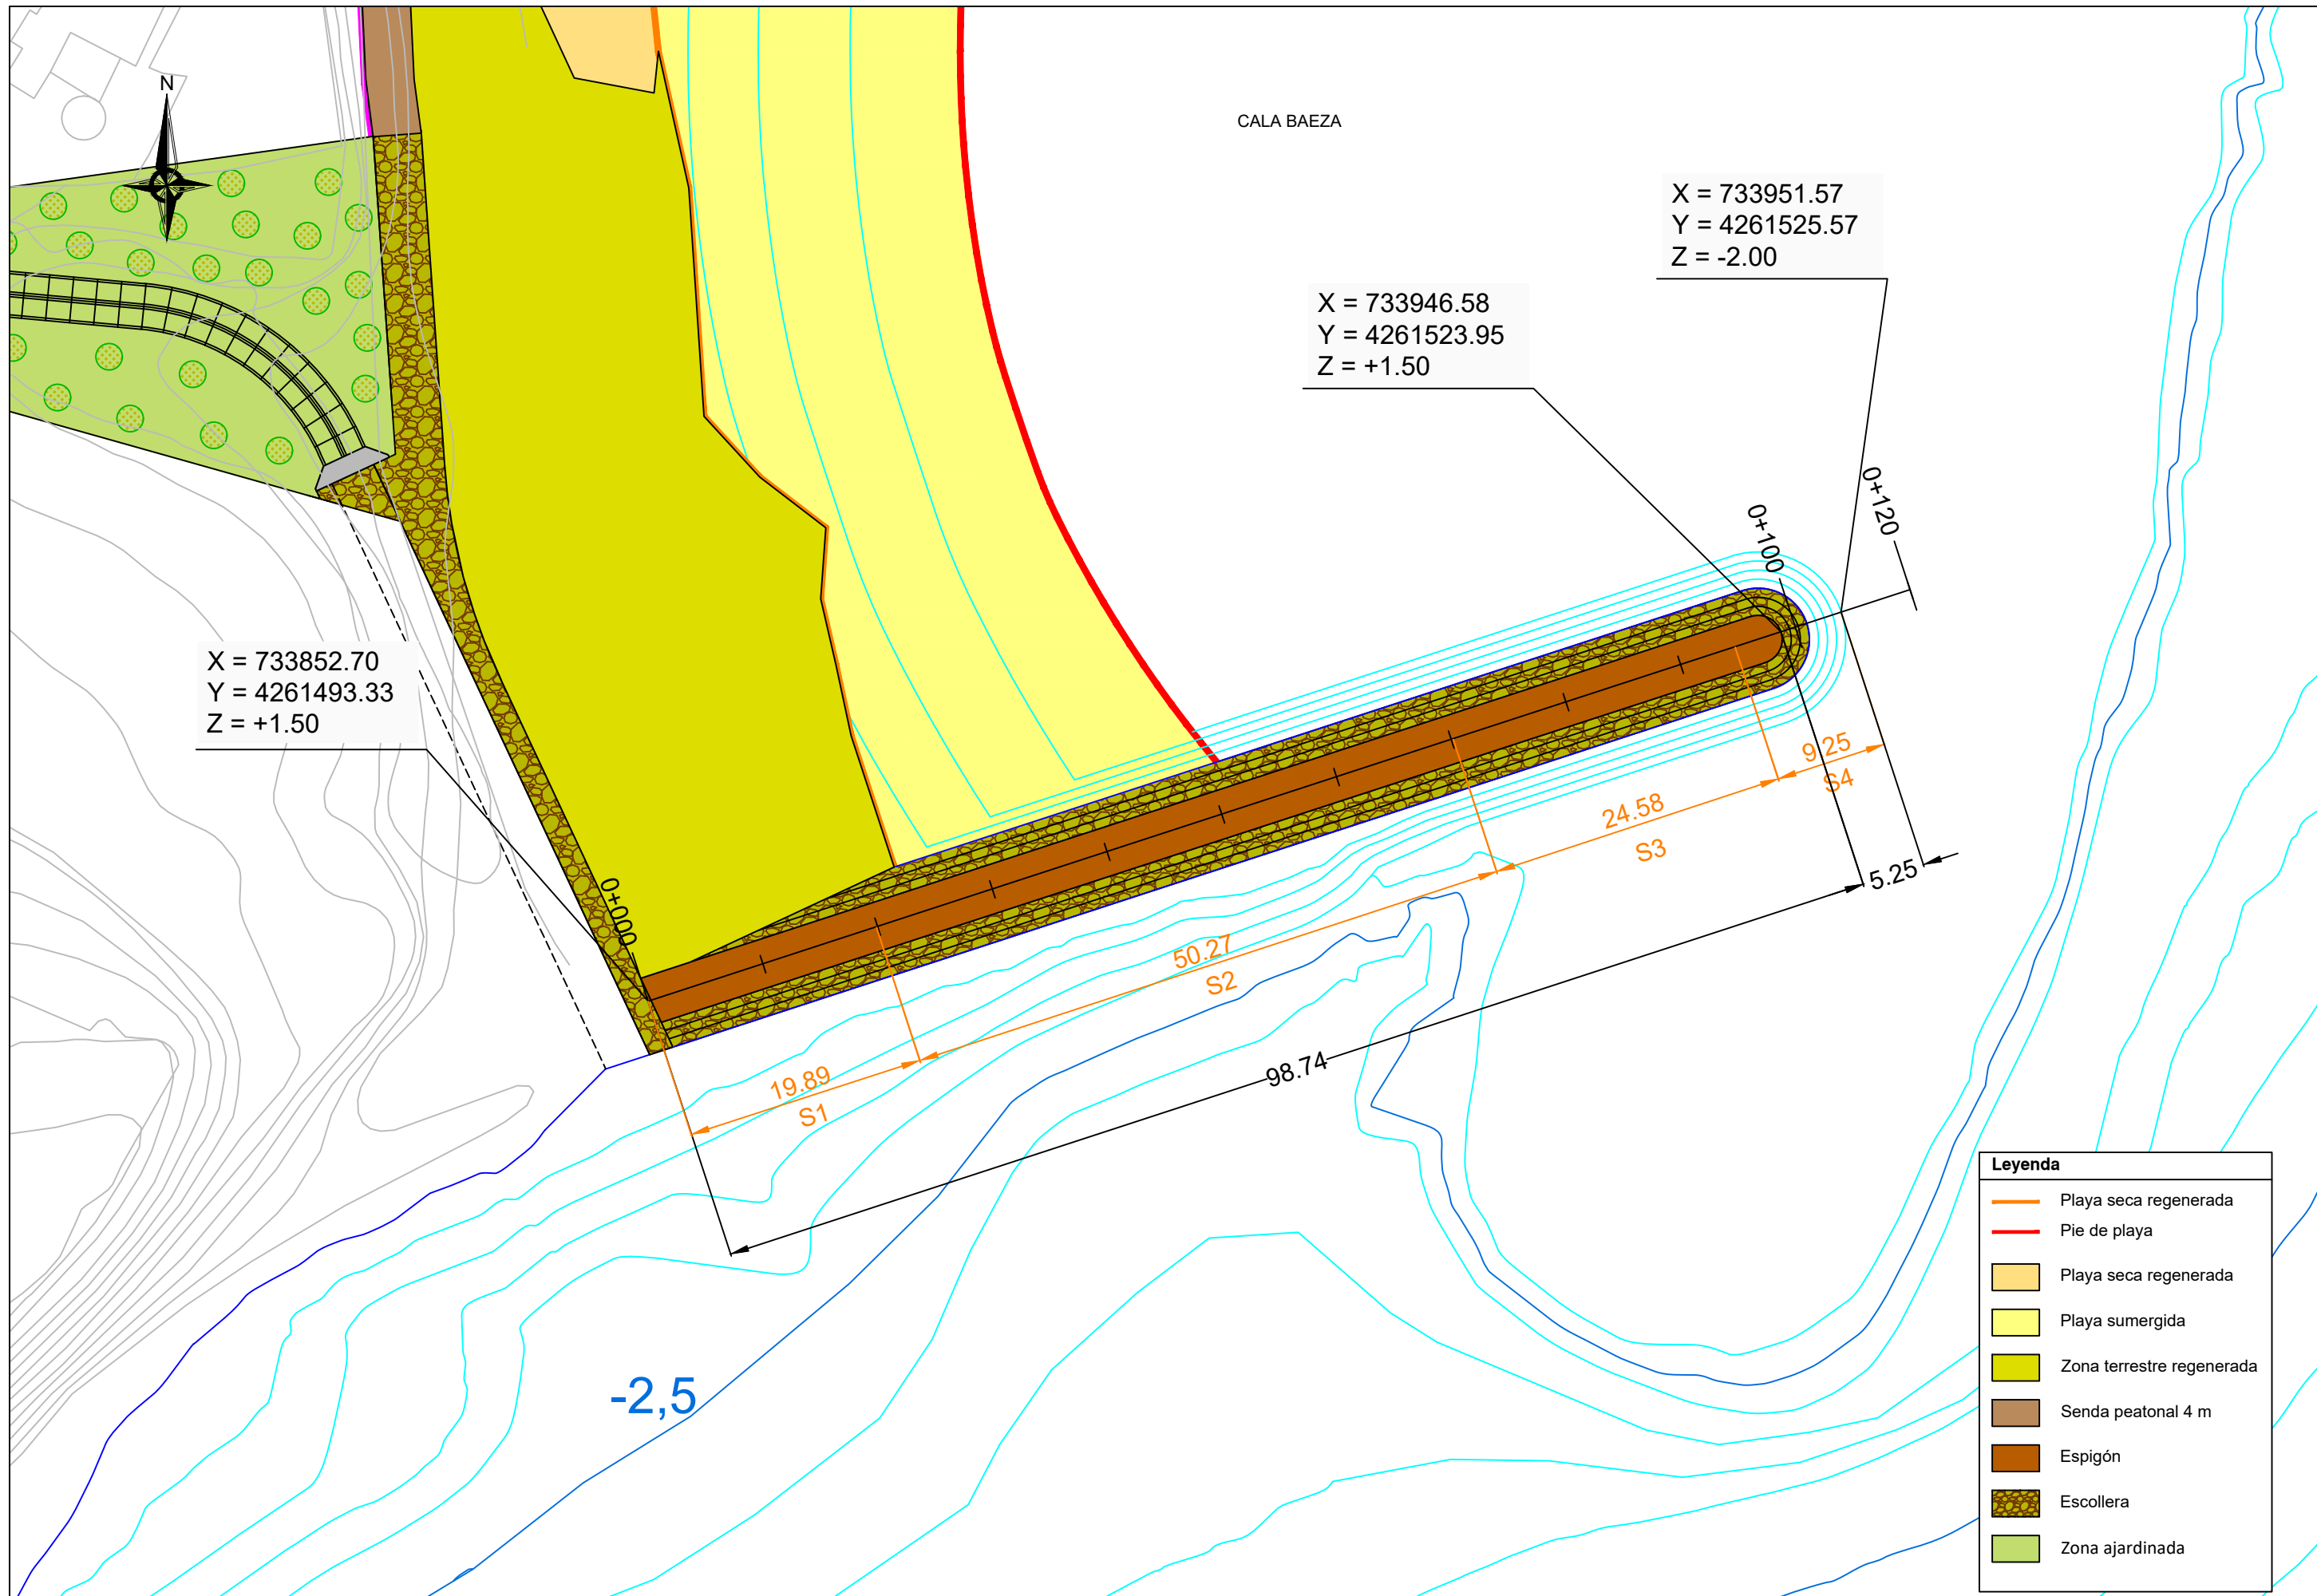 N
CALA BAEZA
X = 733951.57
Y = 4261525.57
Z = -2.00
X = 733946.58
Y = 4261523.95
Z = +1.50
0+120
0+100
X = 733852.70
Y = 4261493.33
Z = +1.50
0+000
9.25
S4
24.58
S3
5.25
50.27
S2
98.74
19.89
S1
-2,5
Leyenda
Playa seca regenerada
Pie de playa
Playa seca regenerada
Playa sumergida
Zona terrestre regenerada
Senda peatonal 4 m
Espigón
Escollera
Zona ajardinada